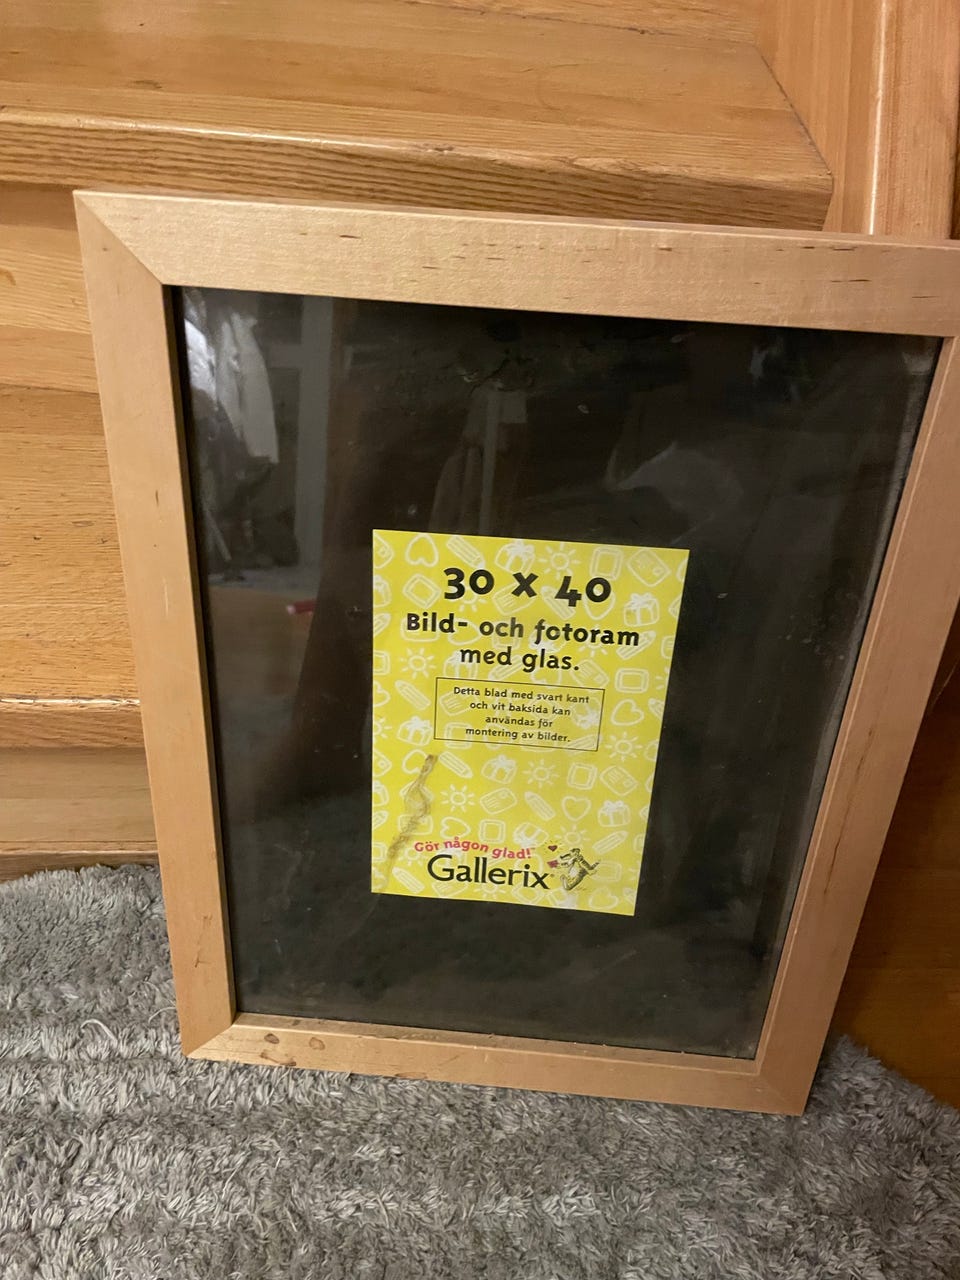 30 x 40
Bild- och fotoram
med glas.
Detta blad med svart kant
och vit baksida kan
användas för
montering av bilder.
Gör någon glad!
Gallerix®